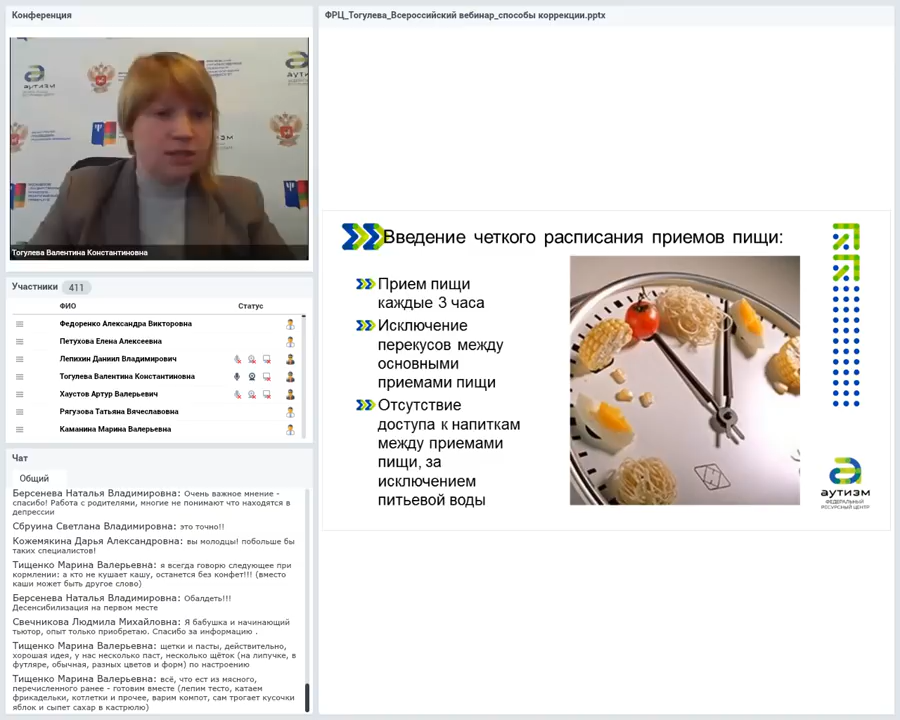 Конференция
Тогулева Валентина Константиновна
Участники 411
ФИО Статус
Федоренко Александра Викторовна
Петухова Елена Алексеевна
Лепихин Даниил Владимирович
Тогулева Валентина Константиновна
Хаустов Артур Валерьевич
Рягузова Татьяна Вячеславовна
Каманина Марина Валерьевна
Чат
Общий
Берсенева Наталья Владимировна: Очень важное мнение -
спасибо! Работа с родителями, многие не понимают что находятся в
депрессии
Сбруина Светлана Владимировна: это точно!!
Кожемякина Дарья Александровна: вы молодцы! побольше бы
таких специалистов!
Тищенко Марина Валерьевна: я всегда говорю следующее при
кормлении: а кто не кушает кашу, останется без конфет!!! (вместо
каши может быть другое слово)
Берсенева Наталья Владимировна: Обалдеть!!!
Десенсибилизация на первом месте
Свечникова Людмила Михайловна: Я бабушка и начинающий
тьютор, опыт только приобретаю. Спасибо за информацию .
Тищенко Марина Валерьевна: щетки и пасты, действительно,
хорошая идея, у нас несколько паст, несколько щёток (на липучке, в
футляре, обычная, разных цветов и форм) по настроению
Тищенко Марина Валерьевна: всё, что ест из мясного,
перечисленного ранее - готовим вместе (лепим тесто, катаем
фрикадельки, котлетки и прочее, варим компот, сам трогает кусочки
яблок и сыпет сахар в кастрюлю)
ФРЦ_Тогулева_Всероссийский вебинар_способы коррекции.pptx
Введение четкого расписания приемов пищи:
Прием пищи
каждые 3 часа
Исключение
перекусов между
основными
приемами пищи
Отсутствие
доступа к напиткам
между приемами
пищи, за
исключением
питьевой воды
аутизм
ФЕДЕРАЛЬНЫЙ
РЕСУРСНЫЙ ЦЕНТР